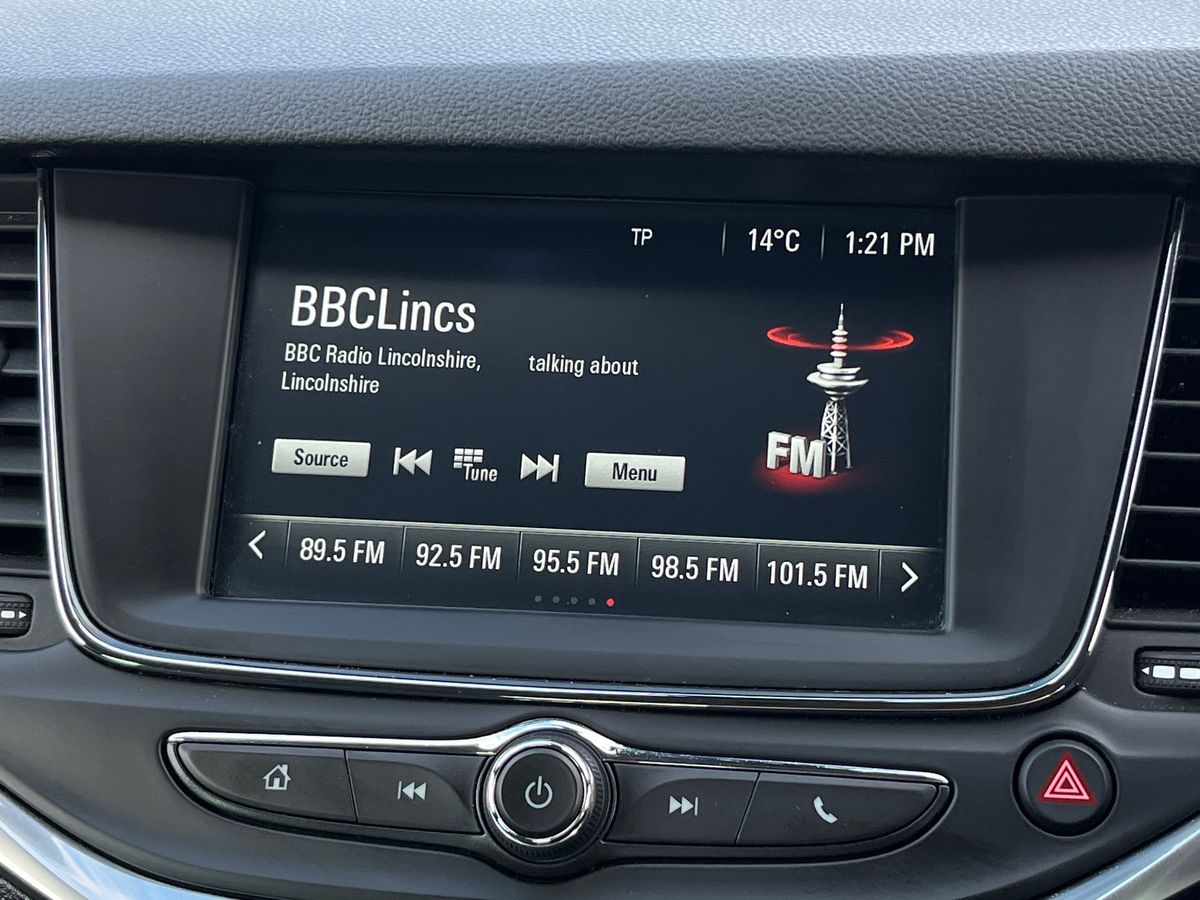 TP 14°C 1:21 PM
BBCLincs
BBC Radio Lincolnshire, talking about
Lincolnshire
Source Tune Menu
FM
89.5 FM 92.5 FM 95.5 FM 98.5 FM 101.5 FM